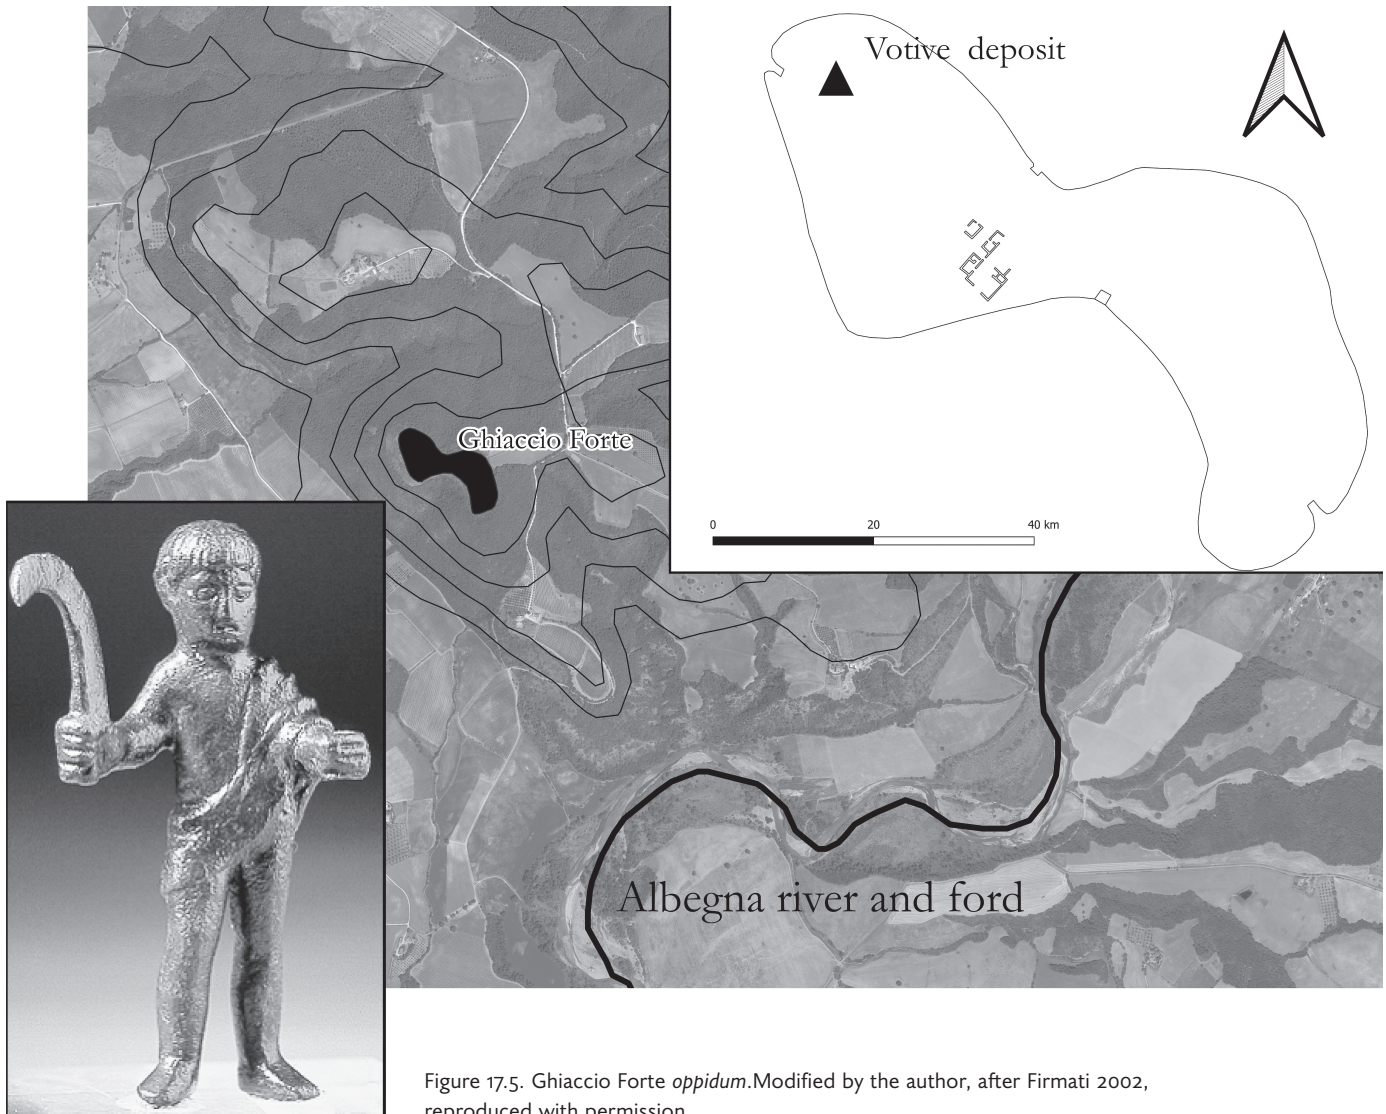 Votive deposit
Ghiaccio Forte
0 20 40 km
Albegna river and ford
Figure 17.5. Ghiaccio Forte oppidum.Modified by the author, after Firmati 2002,
reproduced with permission